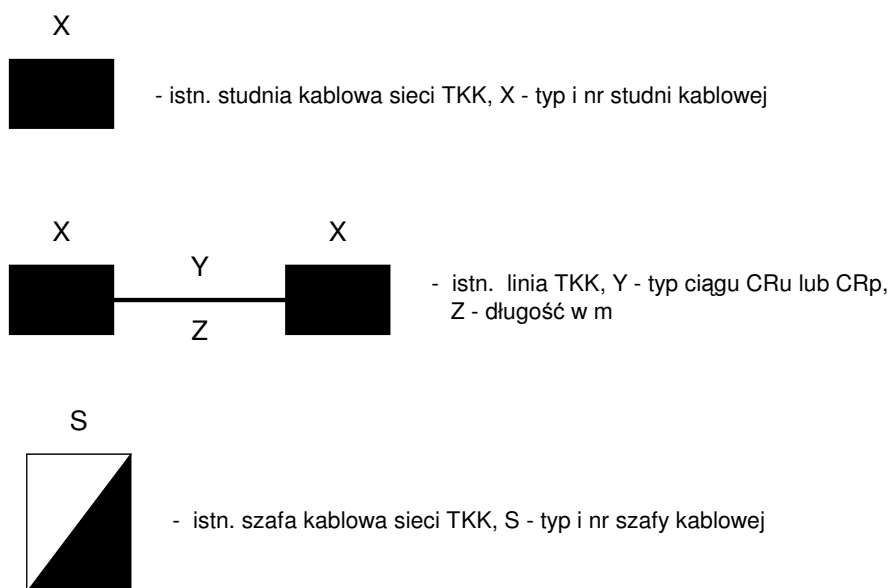 X
- istn. studnia kablowa sieci TKK, X - typ i nr studni kablowej
X X
Y
Z
- istn. linia TKK, Y - typ ciągu CRu lub CRp,
Z - długość w m
S
- istn. szafa kablowa sieci TKK, S - typ i nr szafy kablowej